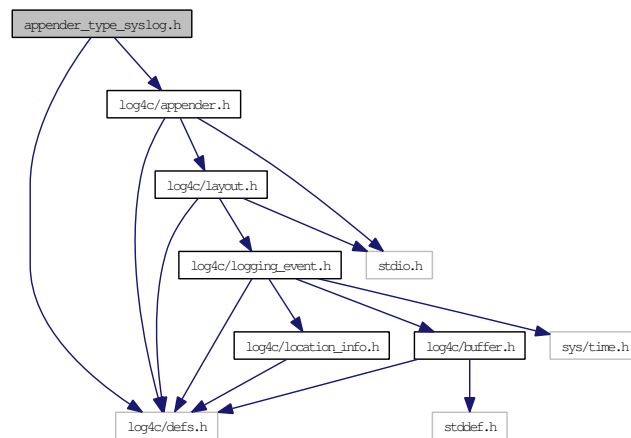 appender_type_syslog.h
log4c/appender.h
log4c/layout.h
log4c/logging_event.h
stdio.h
log4c/location_info.h
log4c/buffer.h
sys/time.h
log4c/defs.h
stddef.h